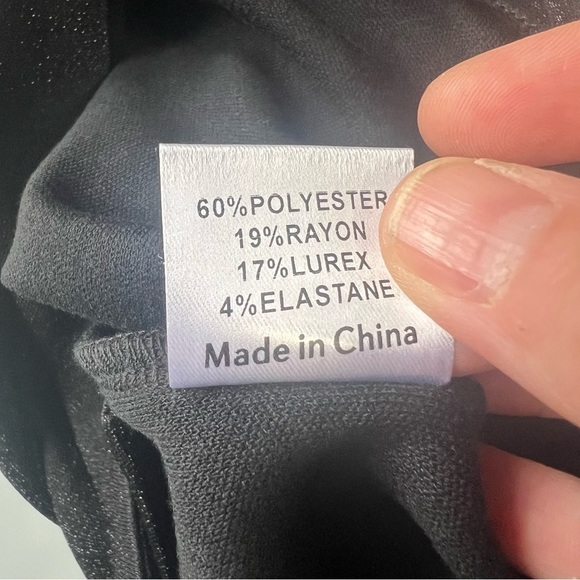 60%POLYESTER
19%RAYON
17%LUREX
4%ELASTANE
Made in China